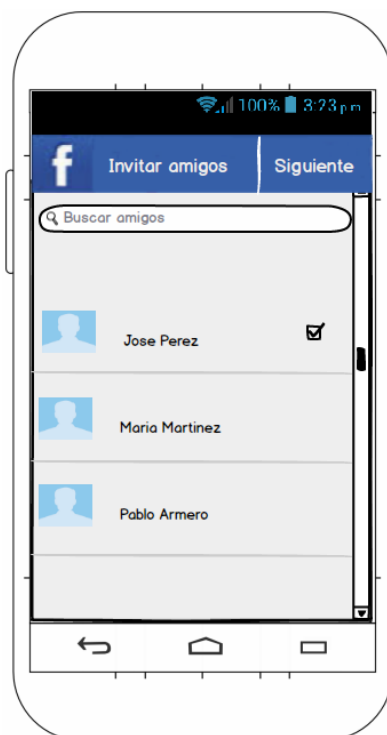 100% 3:23 p m
f Invitar amigos Siguiente
Buscar amigos
Jose Perez
Maria Martinez
Pablo Armero